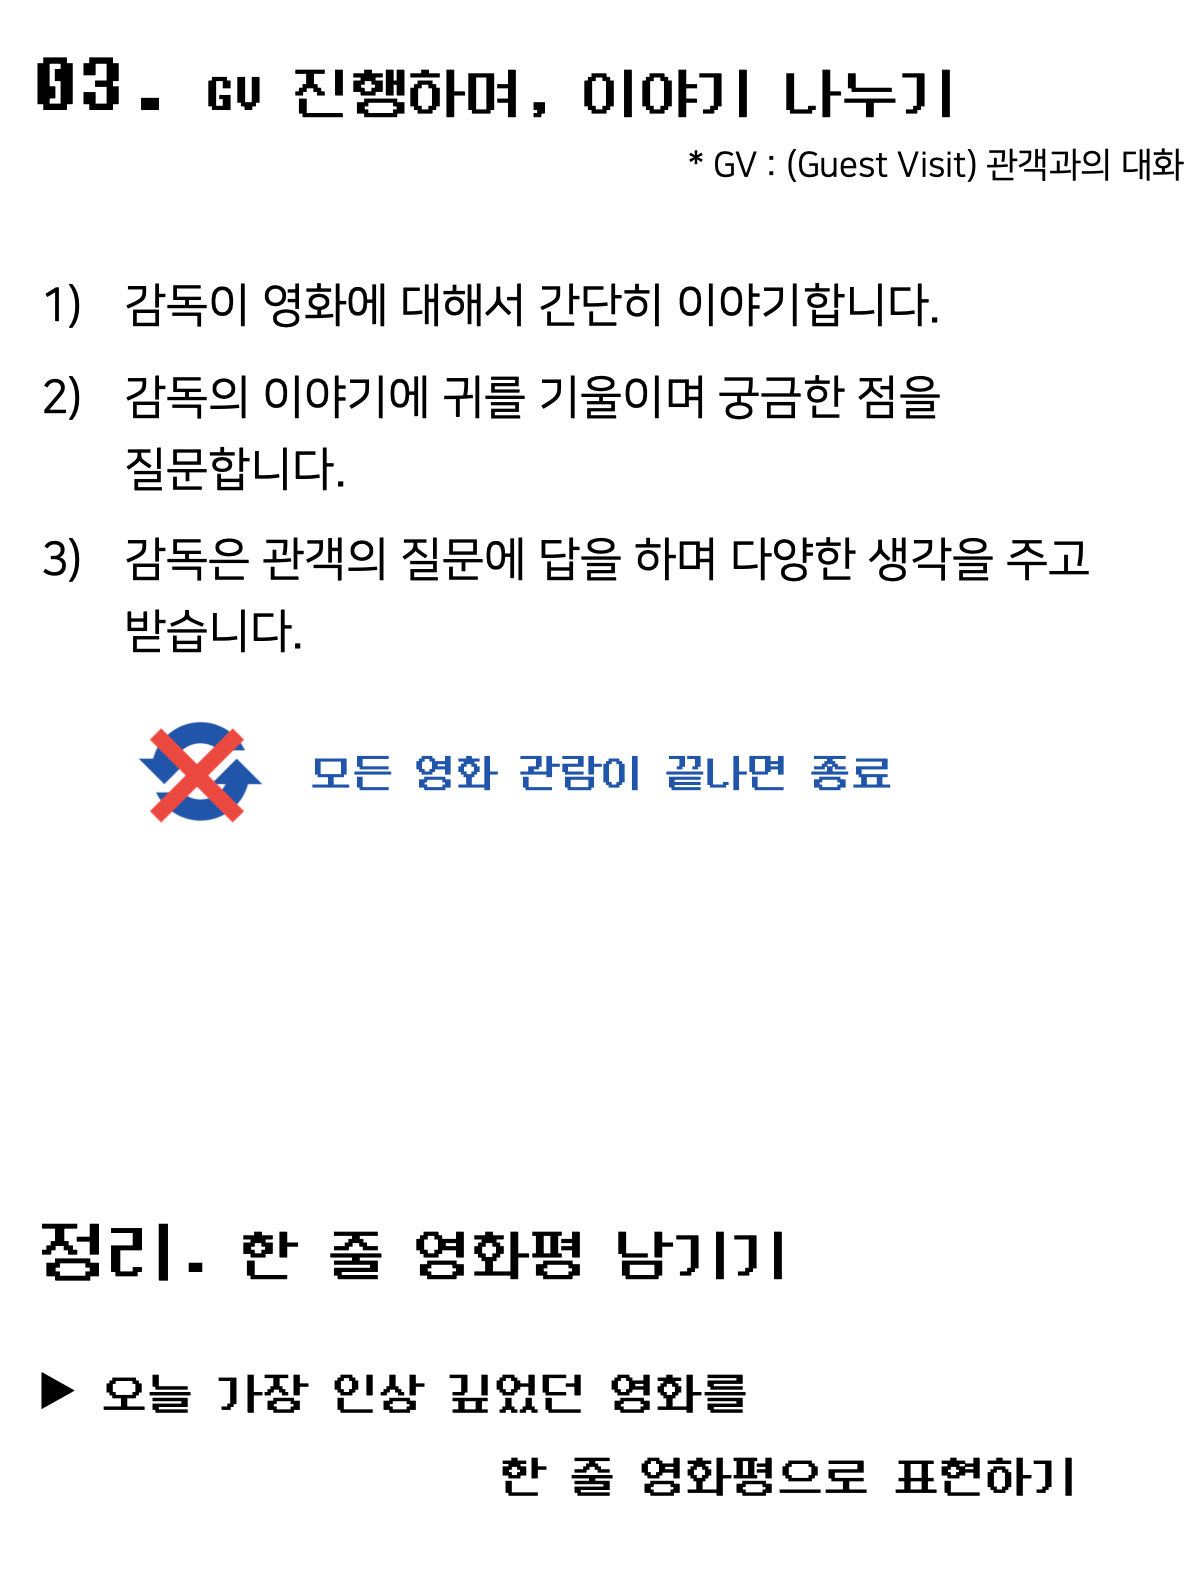 03. GV 진행하며, 이야기 나누기
* GV : (Guest Visit) 관객과의 대화
1) 감독이 영화에 대해서 간단히 이야기합니다.
2) 감독의 이야기에 귀를 기울이며 궁금한 점을
질문합니다.
3) 감독은 관객의 질문에 답을 하며 다양한 생각을 주고
받습니다.
모든 영화 관람이 끝나면 종료
정리. 한 줄 영화평 남기기
▶ 오늘 가장 인상 깊었던 영화를
한 줄 영화평으로 표현하기